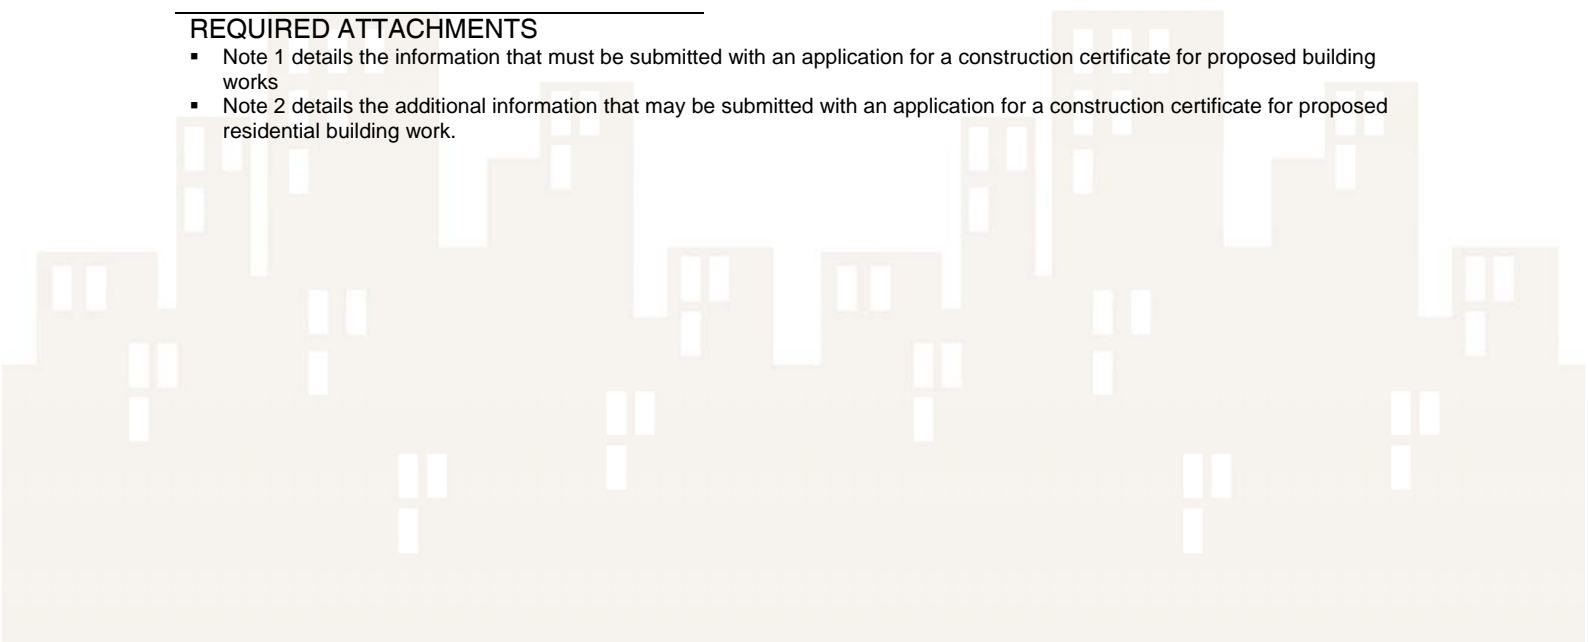 REQUIRED ATTACHMENTS
▪ Note 1 details the information that must be submitted with an application for a construction certificate for proposed building
works
▪ Note 2 details the additional information that may be submitted with an application for a construction certificate for proposed
residential building work.